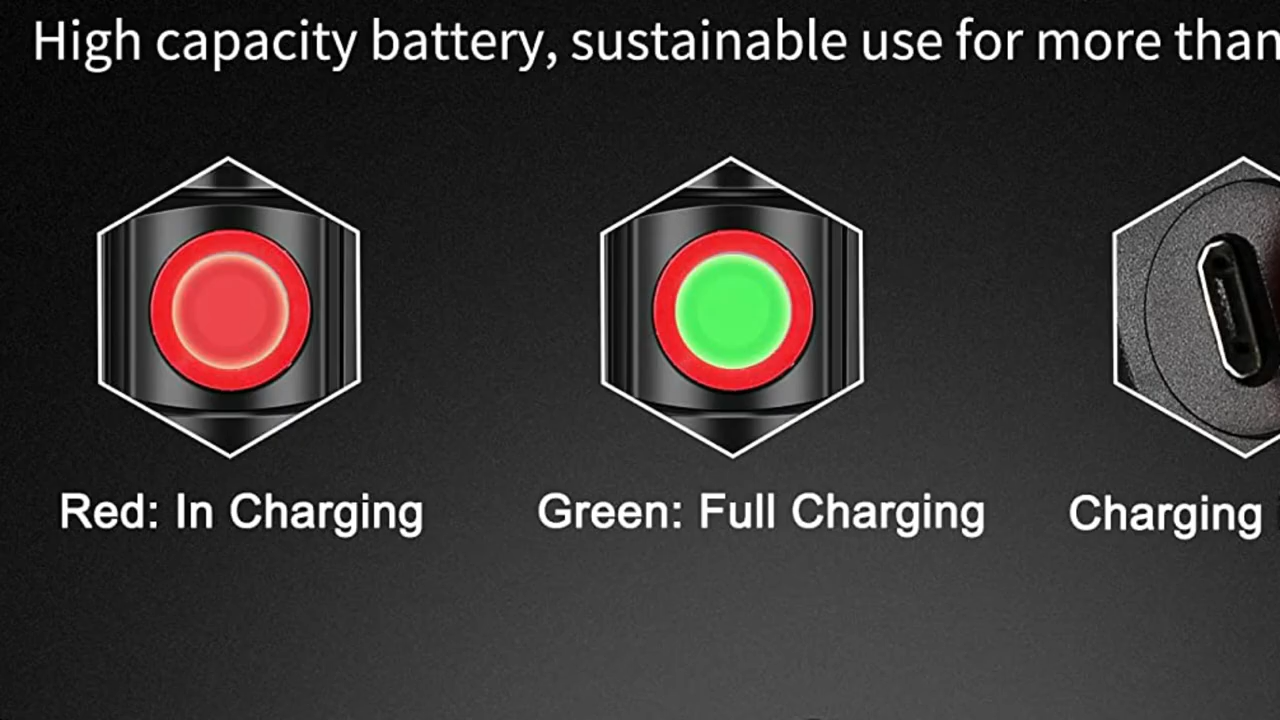 High capacity battery, sustainable use for more than
Red: In Charging
Green: Full Charging
Charging